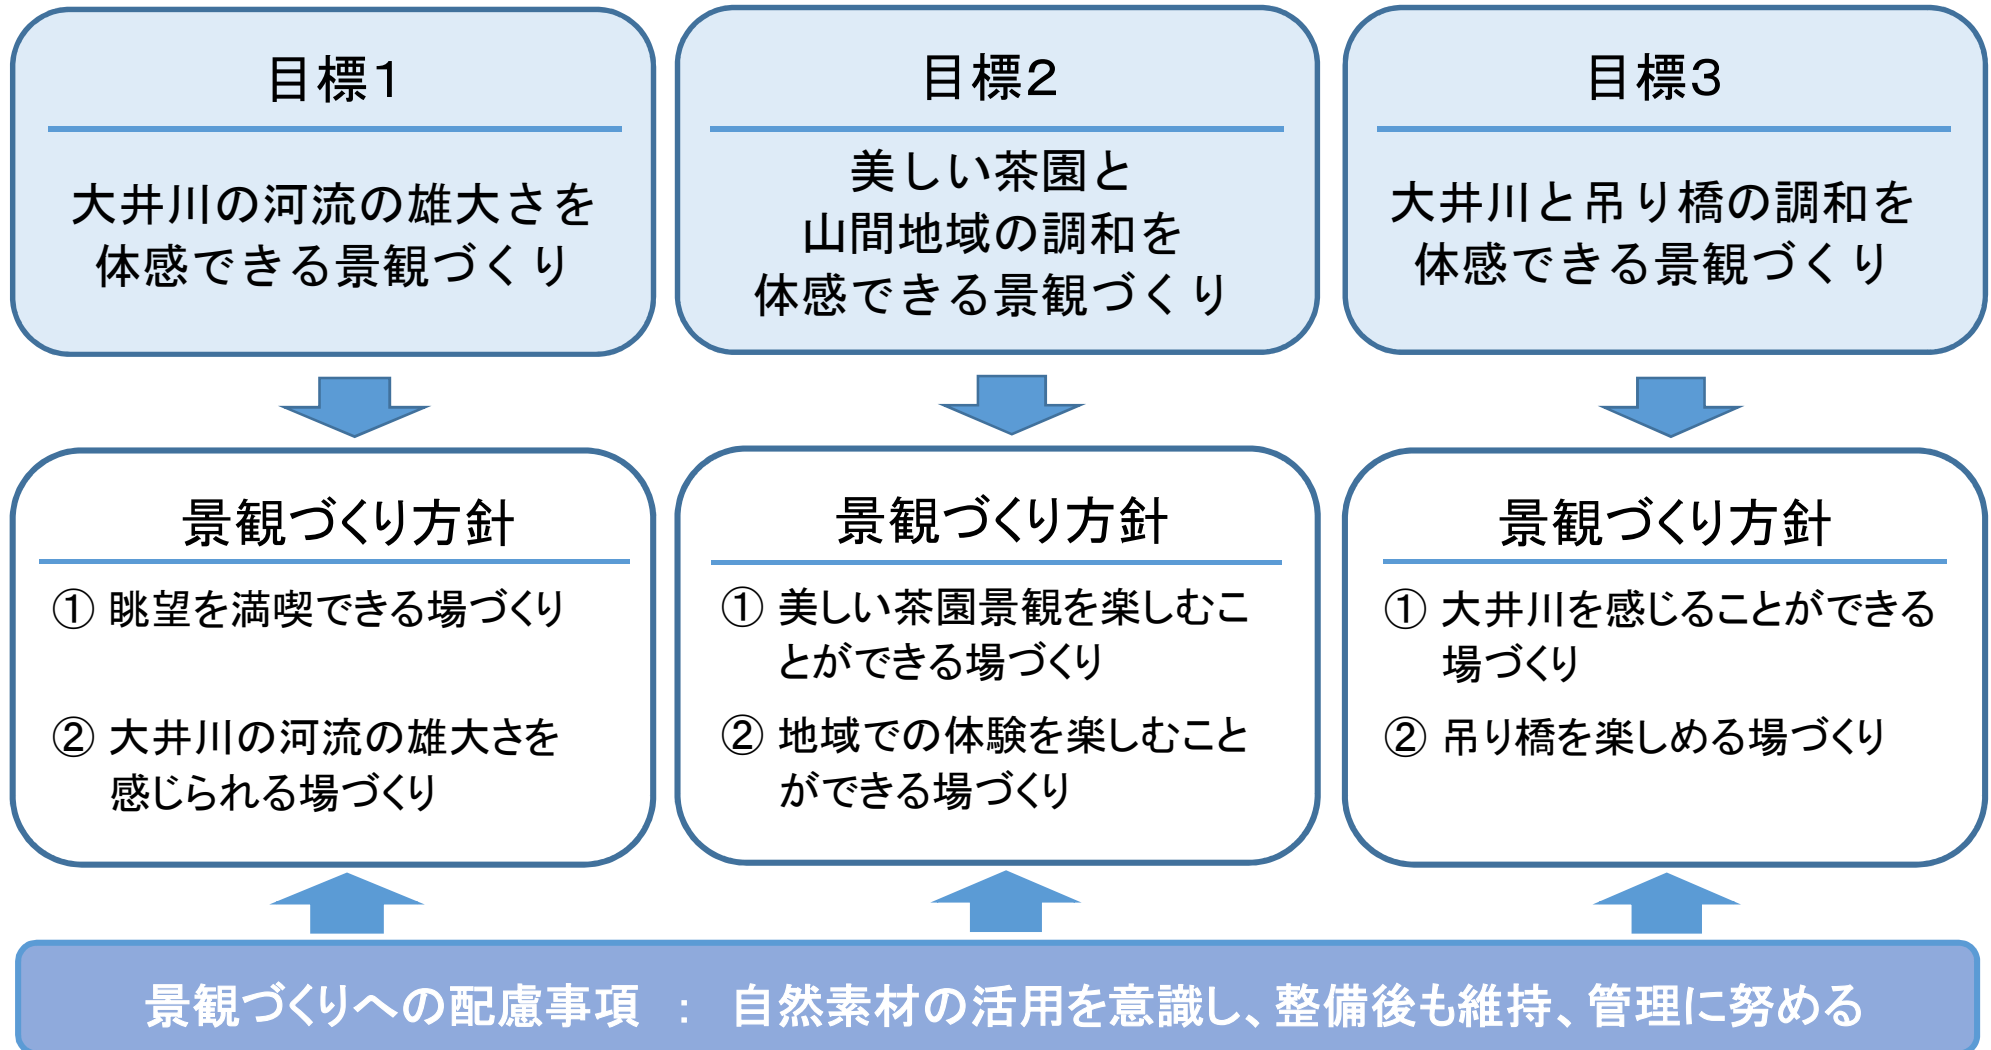 目標１
大井川の河流の雄大さを
体感できる景観づくり
目標２
美しい茶園と
山間地域の調和を
体感できる景観づくり
目標３
大井川と吊り橋の調和を
体感できる景観づくり
景観づくり方針
① 眺望を満喫できる場づくり
② 大井川の河流の雄大さを
感じられる場づくり
景観づくり方針
① 美しい茶園景観を楽しむこ
とができる場づくり
② 地域での体験を楽しむこと
ができる場づくり
景観づくり方針
① 大井川を感じることができる
場づくり
② 吊り橋を楽しめる場づくり
景観づくりへの配慮事項　：　自然素材の活用を意識し、整備後も維持、管理に努める